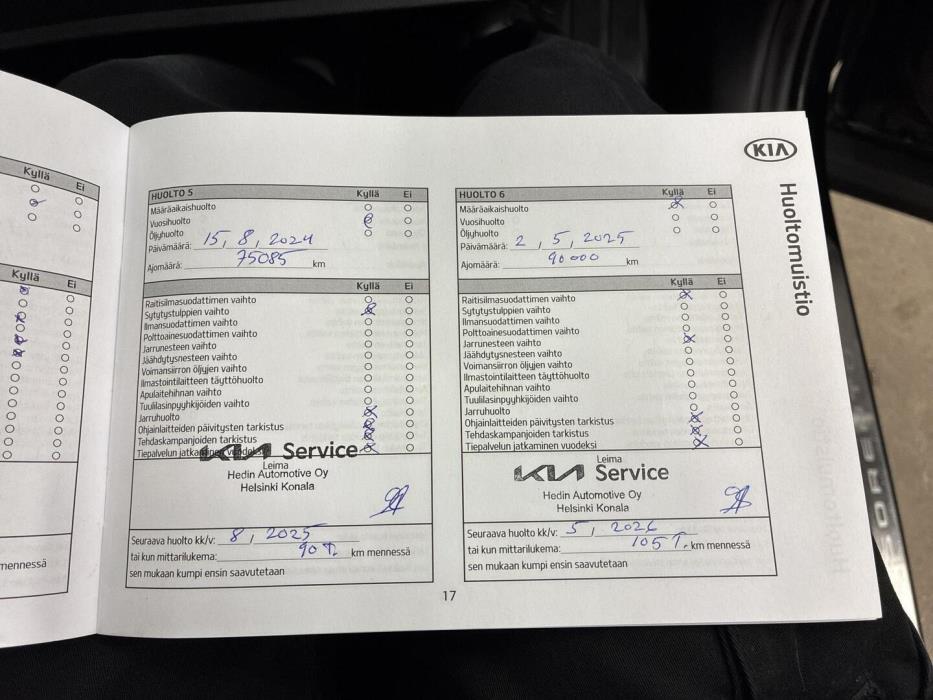 Kyllä Ei
Kyllä Ei
mennessä
KIA
Huoltomuistio
HUOLTO 5 Kyllä Ei
Määräaikaishuolto
Vuosihuolto
Öljyhuolto
Päivämäärä: 15, 8, 2024
Ajomäärä: 75085 km
Kyllä Ei
Raitisilmasuodattimen vaihto
Sytytystulppien vaihto
Ilmansuodattimen vaihto
Polttoainesuodattimen vaihto
Jarrunesteen vaihto
Jäähdytysnesteen vaihto
Voimansiirron öljyjen vaihto
Ilmastointilaitteen täyttöhuolto
Apulaitehihnan vaihto
Tuulilasinpyyhkijöiden vaihto
Jarruhuolto
Ohjainlaitteiden päivitysten tarkistus
Tehdaskampanjoiden tarkistus
Tiepalvelun jatkaminen vuodeksi
KIA Service
Leima
Hedin Automotive Oy
Helsinki Konala
Seuraava huolto kk/v: 8, 2025
tai kun mittarilukema: 90 T. km mennessä
sen mukaan kumpi ensin saavutetaan
HUOLTO 6 Kyllä Ei
Määräaikaishuolto
Vuosihuolto
Öljyhuolto
Päivämäärä: 2, 5, 2025
Ajomäärä: 90000 km
Kyllä Ei
Raitisilmasuodattimen vaihto
Sytytystulppien vaihto
Ilmansuodattimen vaihto
Polttoainesuodattimen vaihto
Jarrunesteen vaihto
Jäähdytysnesteen vaihto
Voimansiirron öljyjen vaihto
Ilmastointilaitteen täyttöhuolto
Apulaitehihnan vaihto
Tuulilasinpyyhkijöiden vaihto
Jarruhuolto
Ohjainlaitteiden päivitysten tarkistus
Tehdaskampanjoiden tarkistus
Tiepalvelun jatkaminen vuodeksi
Leima
KIA Service
Hedin Automotive Oy
Helsinki Konala
Seuraava huolto kk/v: 5, 2026
tai kun mittarilukema: 105 T. km mennessä
sen mukaan kumpi ensin saavutetaan
17